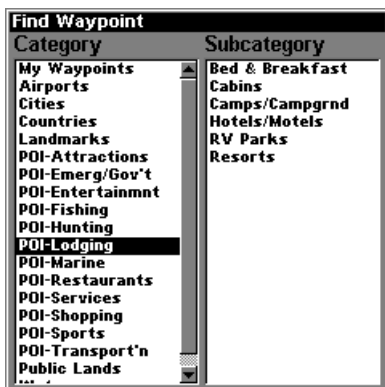 Find Waypoint
Category
My Waypoints
Airports
Cities
Countries
Landmarks
POI-Attractions
POI-Emerg/Gov't
POI-Entertainmnt
POI-Fishing
POI-Hunting
POI-Lodging
POI-Marine
POI-Restaurants
POI-Services
POI-Shopping
POI-Sports
POI-Transport'n
Public Lands
Subcategory
Bed & Breakfast
Cabins
Camps/Campgrnd
Hotels/Motels
RV Parks
Resorts